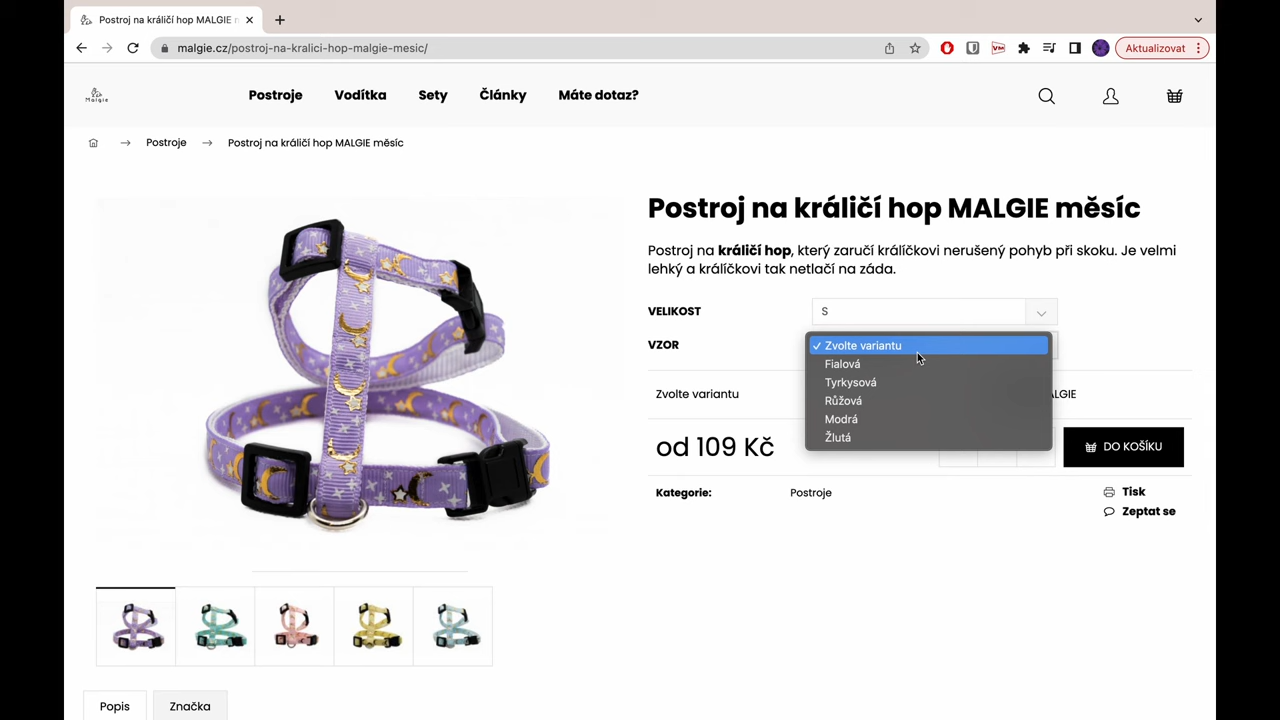 Postroj na králičí hop MALGIE m
malgie.cz/postroj-na-kralici-hop-malgie-mesic/
Aktualizovat
Malgie
Postroje
Vodítka
Sety
Články
Máte dotaz?
Postroje
Postroj na králičí hop MALGIE měsíc
Postroj na králičí hop MALGIE měsíc
Postroj na králičí hop, který zaručí králíčkovi nerušený pohyb při skoku. Je velmi
lehký a králíčkovi tak netlačí na záda.
VELIKOST
S
VZOR
✓ Zvolte variantu
Fialová
Tyrkysová
Růžová
Modrá
Žlutá
Zvolte variantu
ALGIE
od 109 Kč
DO KOŠÍKU
Kategorie:
Postroje
Tisk
Zeptat se
Popis
Značka